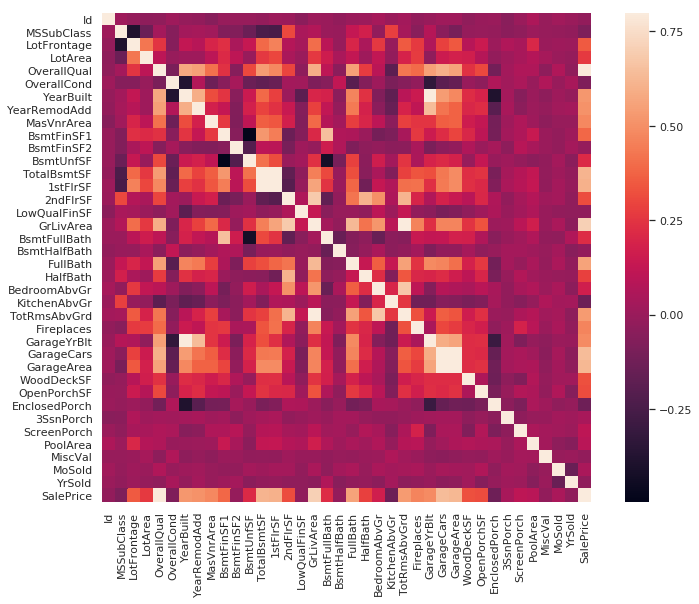 Id
MSSubClass
LotFrontage
LotArea
OverallQual
OverallCond
YearBuilt
YearRemodAdd
MasVnrArea
BsmtFinSF1
BsmtFinSF2
BsmtUnfSF
TotalBsmtSF
1stFlrSF
2ndFlrSF
LowQualFinSF
GrLivArea
BsmtFullBath
BsmtHalfBath
FullBath
HalfBath
BedroomAbvGr
KitchenAbvGr
TotRmsAbvGrd
Fireplaces
GarageYrBlt
GarageCars
GarageArea
WoodDeckSF
OpenPorchSF
EnclosedPorch
3SsnPorch
ScreenPorch
PoolArea
MiscVal
MoSold
YrSold
SalePrice
Id
MSSubClass
LotFrontage
LotArea
OverallQual
OverallCond
YearBuilt
YearRemodAdd
MasVnrArea
BsmtFinSF1
BsmtFinSF2
BsmtUnfSF
TotalBsmtSF
1stFlrSF
2ndFlrSF
LowQualFinSF
GrLivArea
BsmtFullBath
BsmtHalfBath
FullBath
HalfBath
BedroomAbvGr
KitchenAbvGr
TotRmsAbvGrd
Fireplaces
GarageYrBlt
GarageCars
GarageArea
WoodDeckSF
OpenPorchSF
EnclosedPorch
3SsnPorch
ScreenPorch
PoolArea
MiscVal
MoSold
YrSold
SalePrice
0.75
0.50
0.25
0.00
−0.25